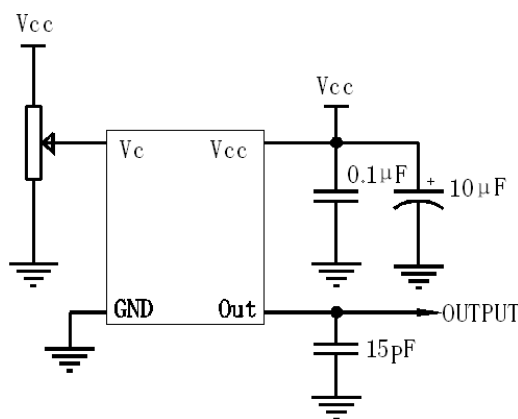 Vcc
Vcc
Vc
Vcc
0.1μF
+
10μF
GND
Out
OUTPUT
15pF